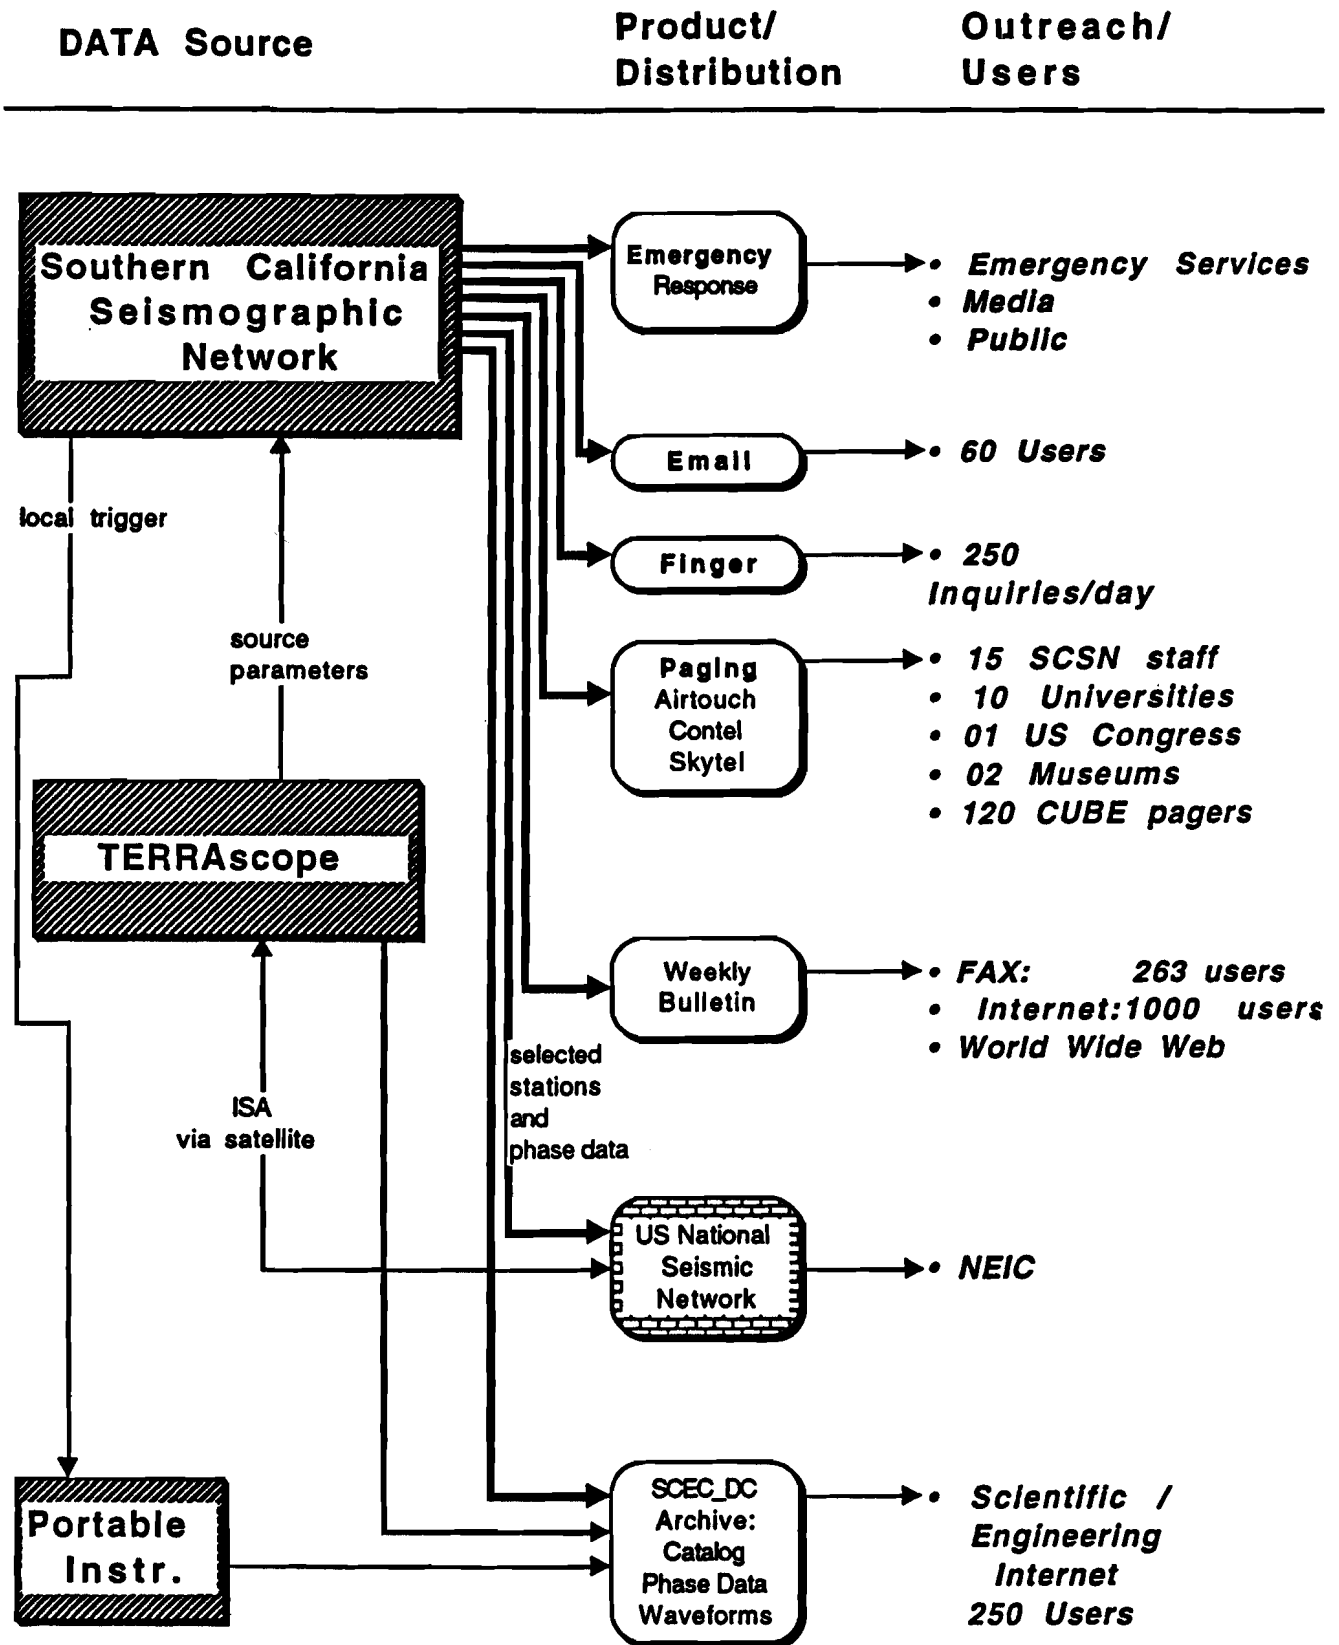 DATA Source
Product/
Distribution
Outreach/
Users
Southern California
Seismographic
Network
Emergency
Response
• Emergency Services
• Media
• Public
Email
• 60 Users
local trigger
Finger
• 250
Inquiries/day
source
parameters
Paging
Airtouch
Contel
Skytel
• 15 SCSN staff
• 10 Universities
• 01 US Congress
• 02 Museums
• 120 CUBE pagers
TERRAscope
Weekly
Bulletin
• FAX: 263 users
• Internet:1000 users
• World Wide Web
selected
stations
and
phase data
ISA
via satellite
US National
Seismic
Network
• NEIC
Portable
Instr.
SCEC_DC
Archive:
Catalog
Phase Data
Waveforms
• Scientific /
Engineering
Internet
250 Users